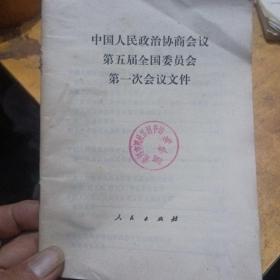 中国人民政治协商会议
第五届全国委员会
第一次会议文件
人民出版社